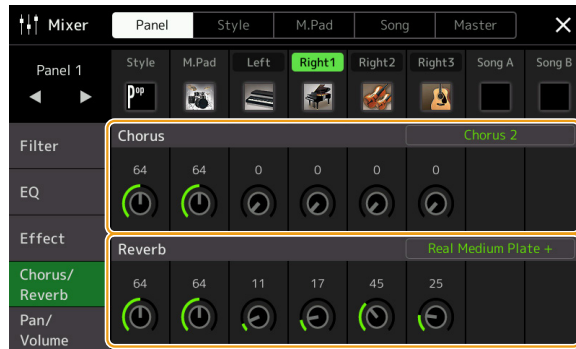 Mixer
Panel Style M.Pad Song Master
Panel 1
Style M.Pad Left Right1 Right2 Right3 Song A Song B
Pop
Filter
EQ
Effect
Chorus/
Reverb
Pan/
Volume
Chorus Chorus 2
64 64 0 0 0 0
Reverb Real Medium Plate +
64 64 11 17 45 25